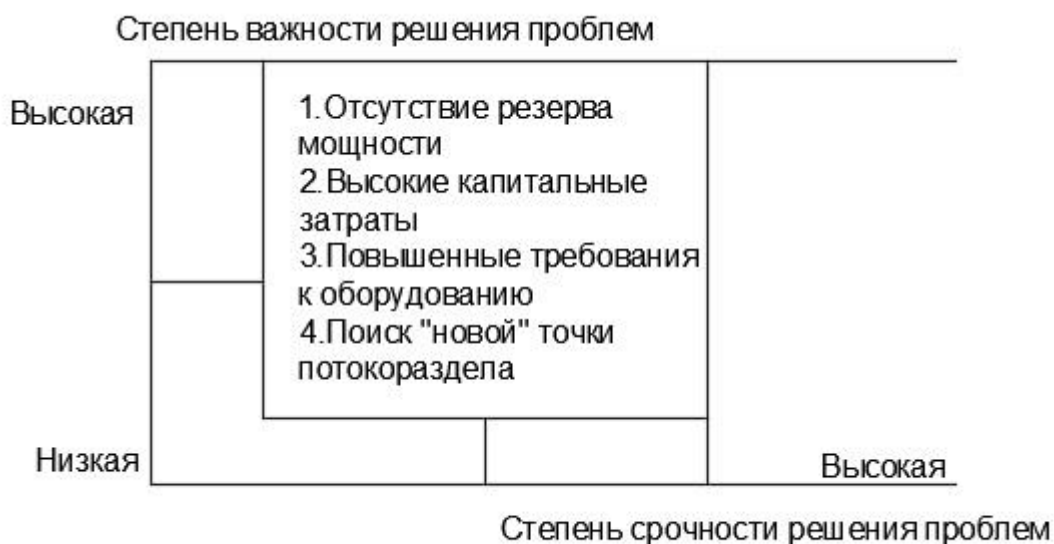 Степень важности решения проблем
Высокая
1.Отсутствие резерва
мощности
2.Высокие капитальные
затраты
3.Повышенные требования
к оборудованию
4.Поиск "новой" точки
потокораздела
Низкая
Высокая
Степень срочности решения проблем